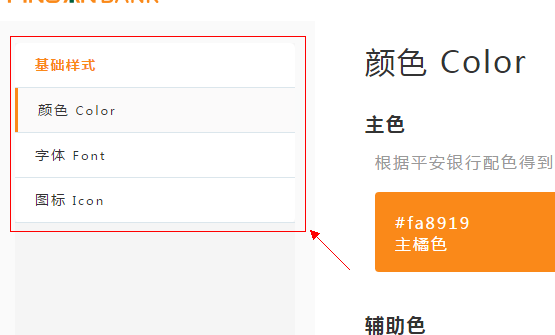 基础样式
颜色 Color
字体 Font
图标 Icon
颜色 Color
主色
根据平安银行配色得到
#fa8919
主橘色
辅助色